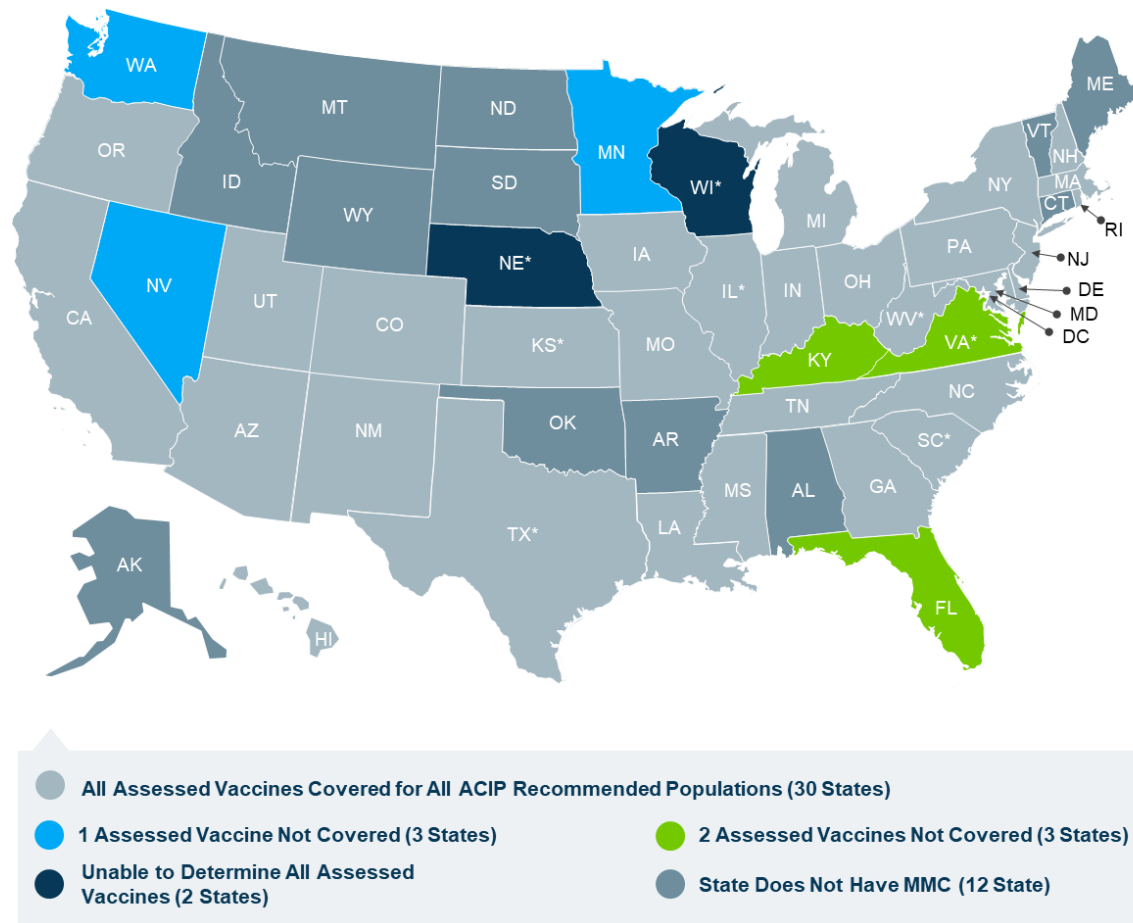 WA
MT
ND
MN
ME
VT
NH
OR
ID
SD
WI*
NY
MA
CT
WY
MI
RI
NE*
IA
PA
NJ
NV
UT
CO
IL*
IN
OH
DE
MD
DC
CA
KS*
MO
WV*
VA*
KY
AZ
NM
OK
AR
TN
NC
SC*
MS
AL
GA
TX*
LA
AK
FL
HI
All Assessed Vaccines Covered for All ACIP Recommended Populations (30 States)
1 Assessed Vaccine Not Covered (3 States)
2 Assessed Vaccines Not Covered (3 States)
Unable to Determine All Assessed
Vaccines (2 States)
State Does Not Have MMC (12 State)